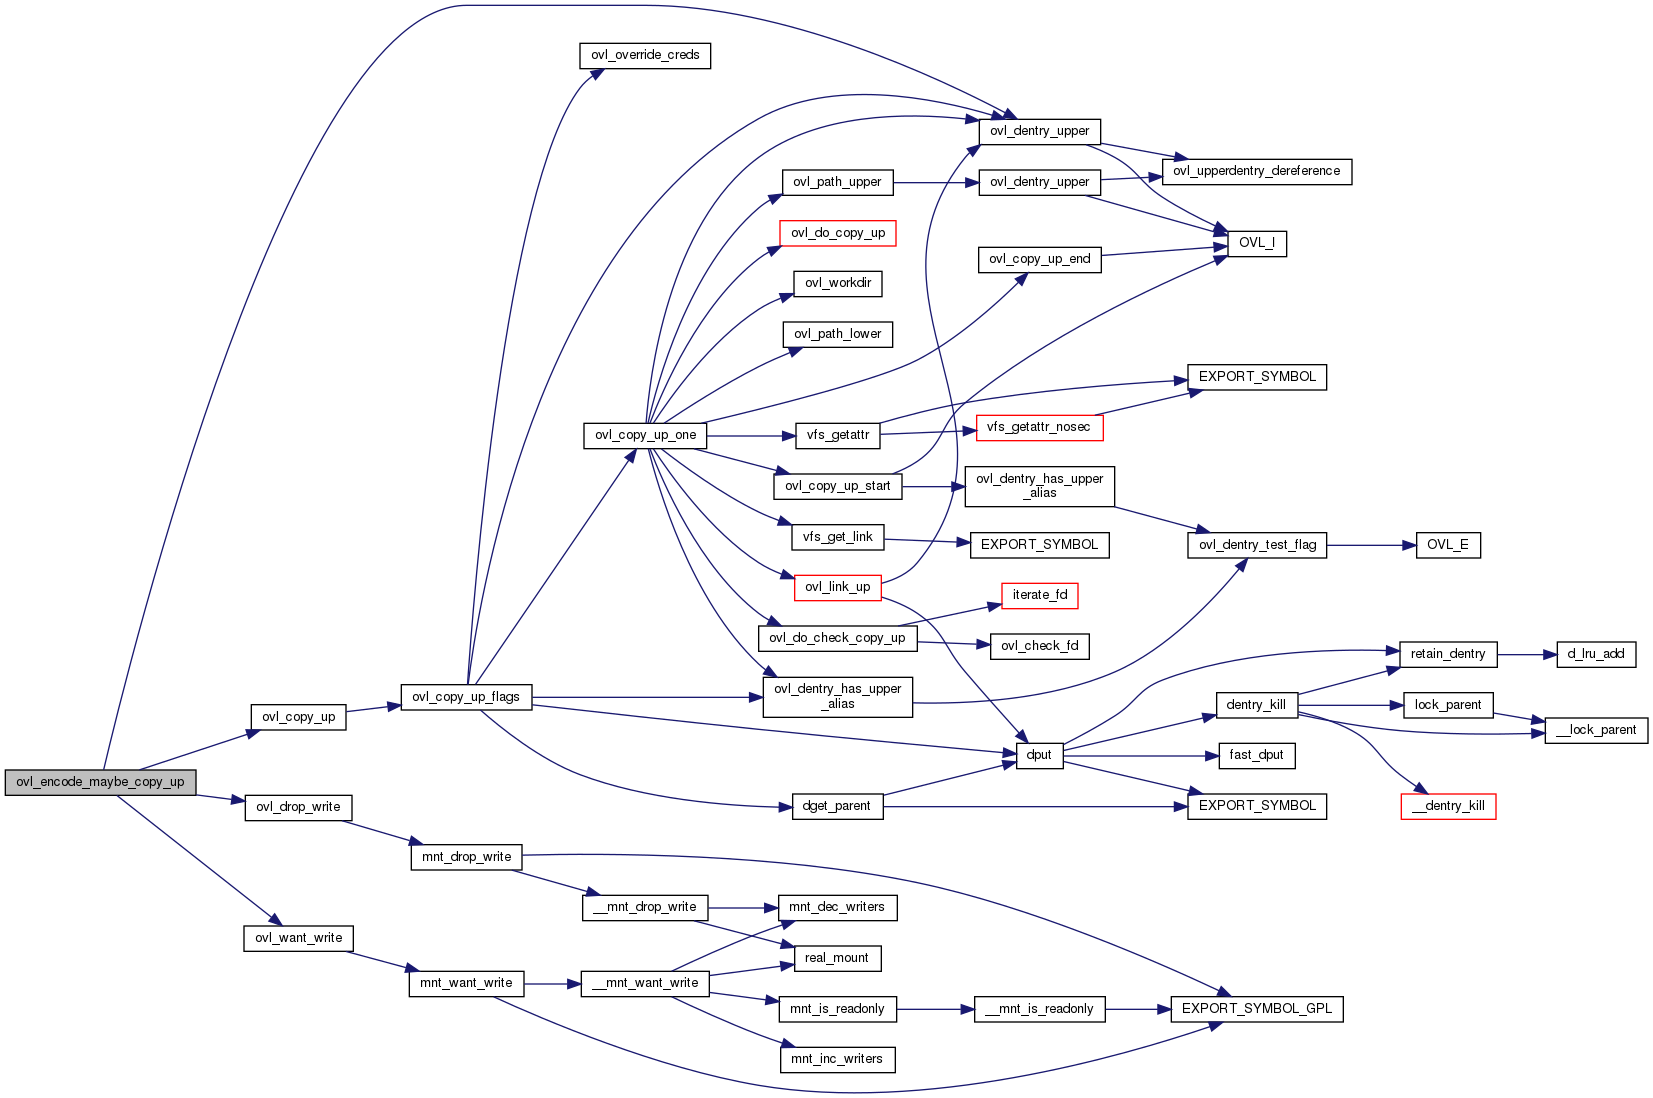 ovl_override_creds
ovl_dentry_upper
ovl_upperdentry_dereference
ovl_path_upper
ovl_dentry_upper
ovl_do_copy_up
OVL_I
ovl_copy_up_end
ovl_workdir
ovl_path_lower
EXPORT_SYMBOL
ovl_copy_up_one
vfs_getattr
vfs_getattr_nosec
ovl_copy_up_start
ovl_dentry_has_upper
_alias
vfs_get_link
EXPORT_SYMBOL
ovl_dentry_test_flag
OVL_E
ovl_link_up
iterate_fd
ovl_do_check_copy_up
ovl_check_fd
retain_dentry
d_lru_add
ovl_copy_up_flags
ovl_dentry_has_upper
_alias
dentry_kill
lock_parent
ovl_copy_up
__lock_parent
dput
fast_dput
ovl_encode_maybe_copy_up
ovl_drop_write
dget_parent
EXPORT_SYMBOL
__dentry_kill
mnt_drop_write
__mnt_drop_write
mnt_dec_writers
ovl_want_write
real_mount
mnt_want_write
__mnt_want_write
mnt_is_readonly
__mnt_is_readonly
EXPORT_SYMBOL_GPL
mnt_inc_writers